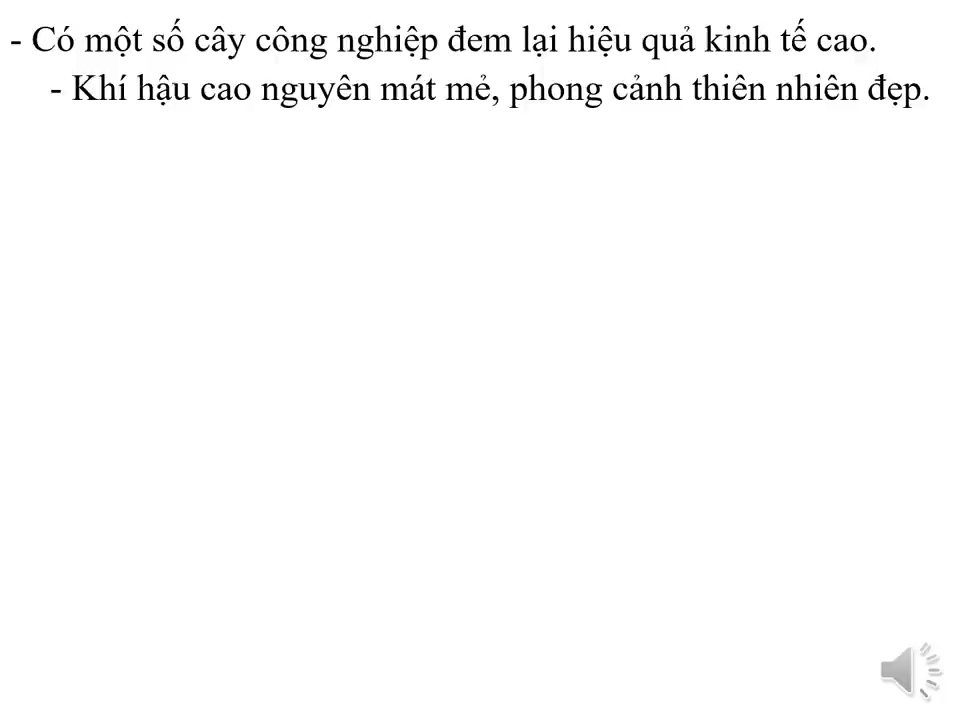 - Có một số cây công nghiệp đem lại hiệu quả kinh tế cao.
- Khí hậu cao nguyên mát mẻ, phong cảnh thiên nhiên đẹp.